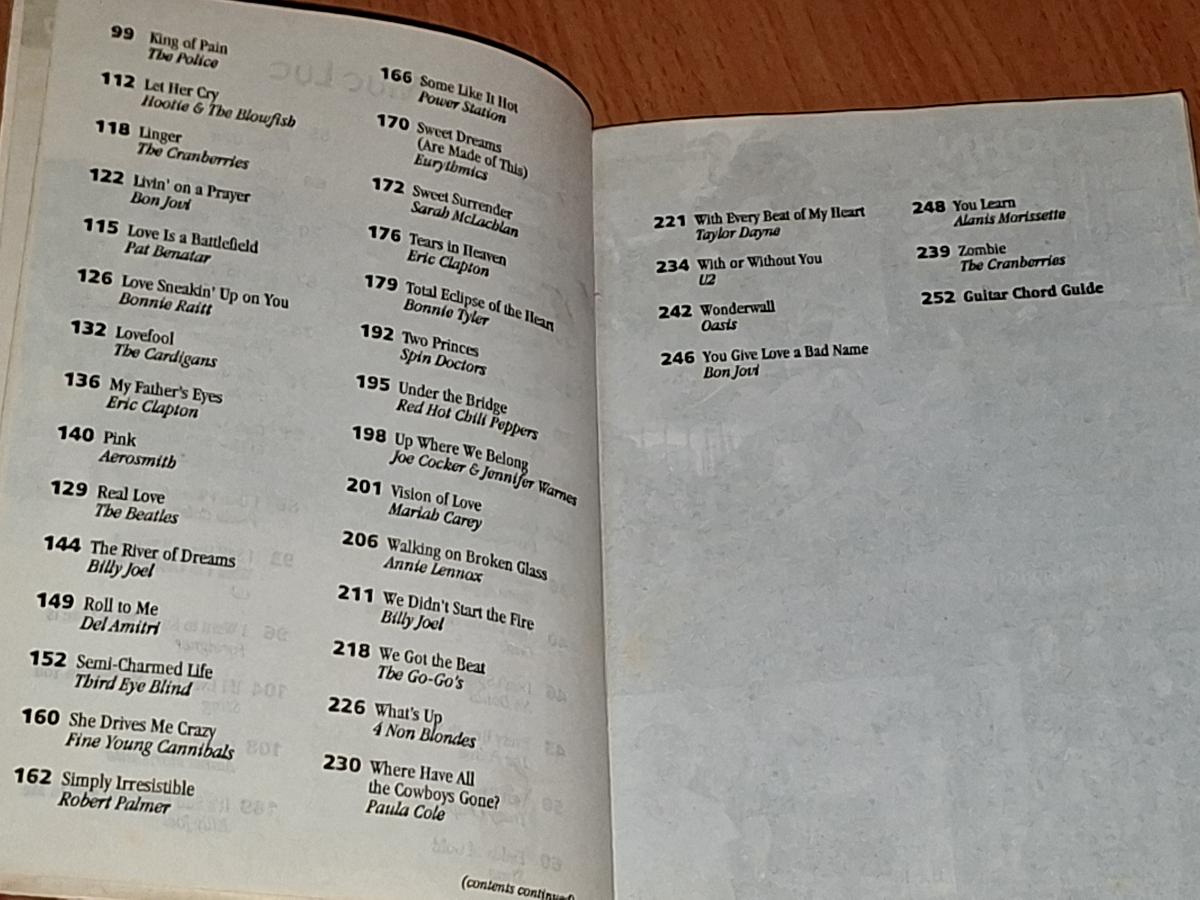 99 King of Pain
The Police
112 Let Her Cry
Hootie & The Blowfish
118 Linger
The Cranberries
122 Livin' on a Prayer
Bon Jovi
115 Love Is a Battlefield
Pat Benatar
126 Love Sneakin' Up on You
Bonnie Raitt
132 Lovefool
The Cardigans
136 My Father's Eyes
Eric Clapton
140 Pink
Aerosmith
129 Real Love
The Beatles
144 The River of Dreams
Billy Joel
149 Roll to Me
Del Amitri
152 Semi-Charmed Life
Third Eye Blind
160 She Drives Me Crazy
Fine Young Cannibals
162 Simply Irresistible
Robert Palmer
166 Some Like It Hot
Power Station
170 Sweet Dreams
(Are Made of This)
Eurythmics
172 Sweet Surrender
Sarah McLachlan
176 Tears in Heaven
Eric Clapton
179 Total Eclipse of the Heart
Bonnie Tyler
192 Two Princes
Spin Doctors
195 Under the Bridge
Red Hot Chili Peppers
198 Up Where We Belong
Joe Cocker & Jennifer Warnes
201 Vision of Love
Mariah Carey
206 Walking on Broken Glass
Annie Lennox
211 We Didn't Start the Fire
Billy Joel
218 We Got the Beat
The Go-Go's
226 What's Up
4 Non Blondes
230 Where Have All
the Cowboys Gone?
Paula Cole
(contents continued)
221 With Every Beat of My Heart
Taylor Dayne
234 With or Without You
U2
242 Wonderwall
Oasis
246 You Give Love a Bad Name
Bon Jovi
248 You Learn
Alanis Morissette
239 Zombie
The Cranberries
252 Guitar Chord Guide